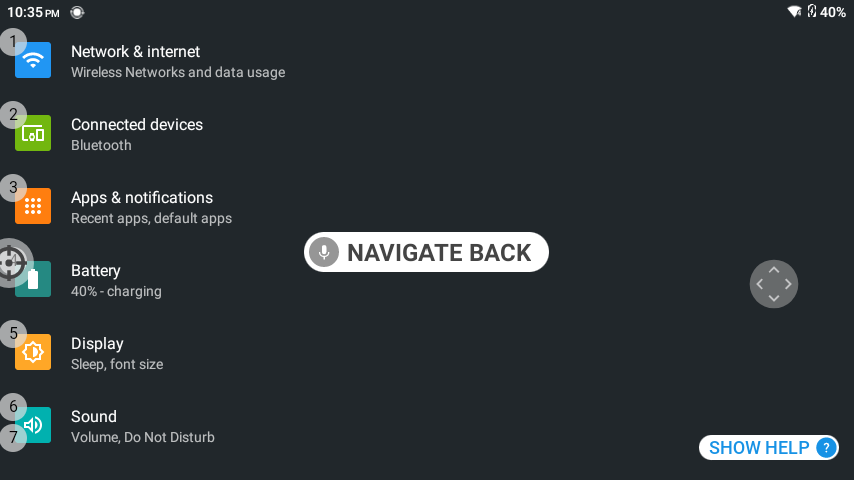 10:35 PM 40%
1
Network & internet
Wireless Networks and data usage
2
Connected devices
Bluetooth
3
Apps & notifications
Recent apps, default apps
NAVIGATE BACK
Battery
40% - charging
5
Display
Sleep, font size
6
Sound
7
Volume, Do Not Disturb
SHOW HELP ?